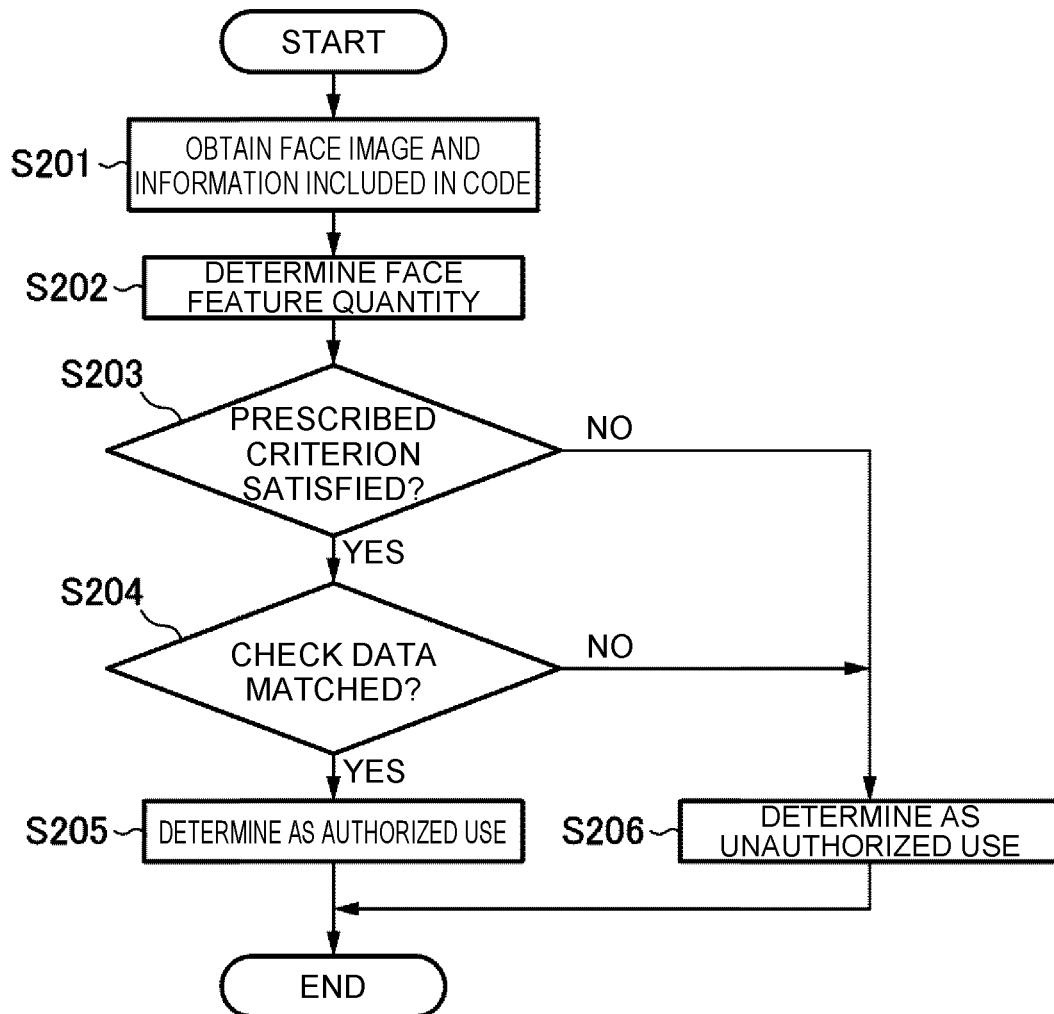 START
S201
OBTAIN FACE IMAGE AND
INFORMATION INCLUDED IN CODE
S202
DETERMINE FACE
FEATURE QUANTITY
S203
PRESCRIBED
CRITERION
SATISFIED?
NO
YES
S204
CHECK DATA
MATCHED?
NO
YES
S205
DETERMINE AS AUTHORIZED USE
S206
DETERMINE AS
UNAUTHORIZED USE
END